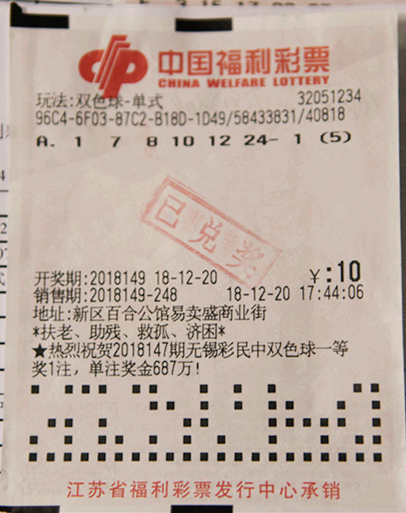 中国福利彩票
CHINA WELFARE LOTTERY
玩法:双色球-单式 32051234
96C4-6F03-87C2-B18D-1D49/58433831/40818
A. 1 7 8 10 12 24- 1 (5)
已兑奖
开奖期:2018149 18-12-20 ￥:10
销售期:2018149-248 18-12-20 17:44:06
地址:新区百合公馆易卖盛商业街
*扶老、助残、救孤、济困*
★热烈祝贺2018147期无锡彩民中双色球一等
奖1注,单注奖金687万!
江苏省福利彩票发行中心承销